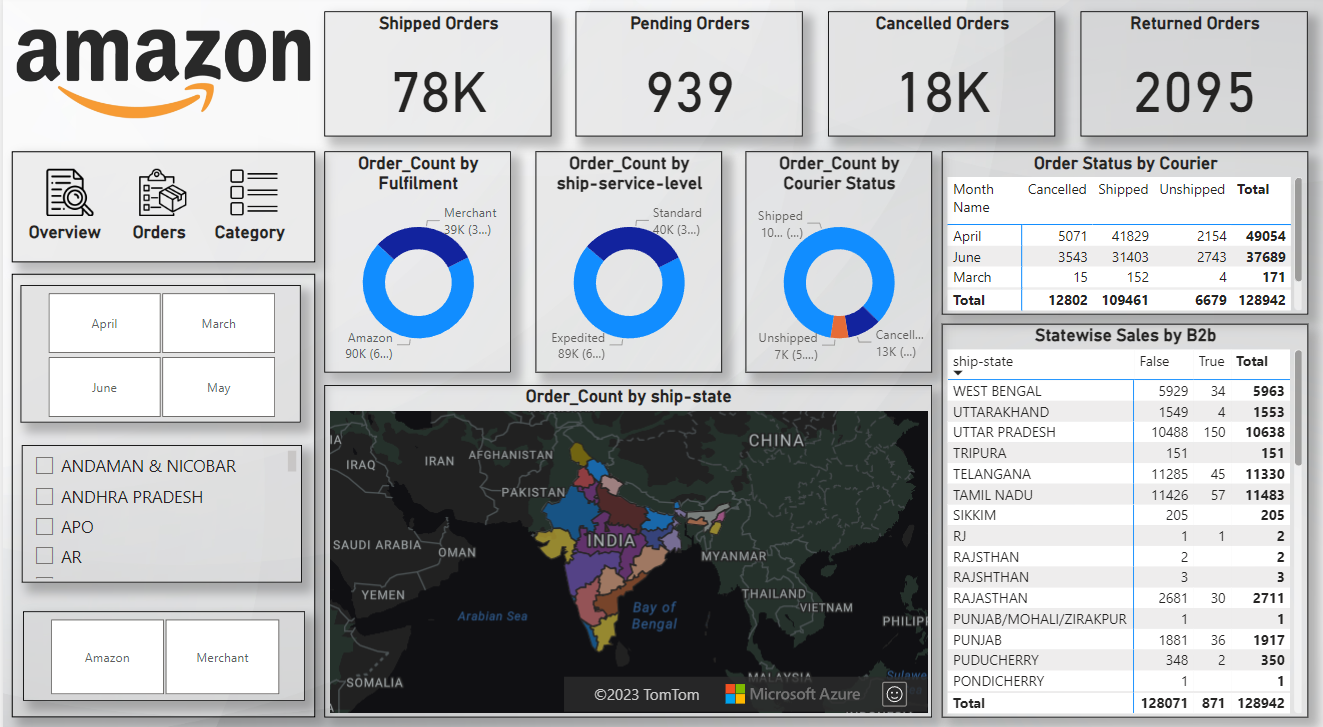 amazon
Shipped Orders
78K
Pending Orders
939
Cancelled Orders
18K
Returned Orders
2095
Overview
Orders
Category
April
March
June
May
ANDAMAN & NICOBAR
ANDHRA PRADESH
APO
AR
Amazon
Merchant
Order_Count by
Fulfilment
Merchant
39K (3...)
Amazon
90K (6...)
Order_Count by
ship-service-level
Standard
40K (3...)
Expedited
89K (6...)
Order_Count by
Courier Status
Shipped
10... (...)
Unshipped
7K (5....)
Cancell...
13K (...)
Order_Count by ship-state
CHINA
IRAQ
IRAN
AFGHANISTAN
PAKISTAN
SAUDI ARABIA
OMAN
INDIA
MYANMAR
YEMEN
THAILAND
VIETNAM
Arabian Sea
Bay of
Bengal
PHILIPP
SOMALIA
MALAYSIA
Sulawe
©2023 TomTom
Microsoft Azure
Order Status by Courier
Month Name Cancelled Shipped Unshipped Total
April 5071 41829 2154 49054
June 3543 31403 2743 37689
March 15 152 4 171
Total 12802 109461 6679 128942
Statewise Sales by B2b
ship-state False True Total
WEST BENGAL 5929 34 5963
UTTARAKHAND 1549 4 1553
UTTAR PRADESH 10488 150 10638
TRIPURA 151 151
TELANGANA 11285 45 11330
TAMIL NADU 11426 57 11483
SIKKIM 205 205
RJ 1 1 2
RAJSTHAN 2 2
RAJSHTHAN 3 3
RAJASTHAN 2681 30 2711
PUNJAB/MOHALI/ZIRAKPUR 1 1
PUNJAB 1881 36 1917
PUDUCHERRY 348 2 350
PONDICHERRY 1 1
Total 128071 871 128942